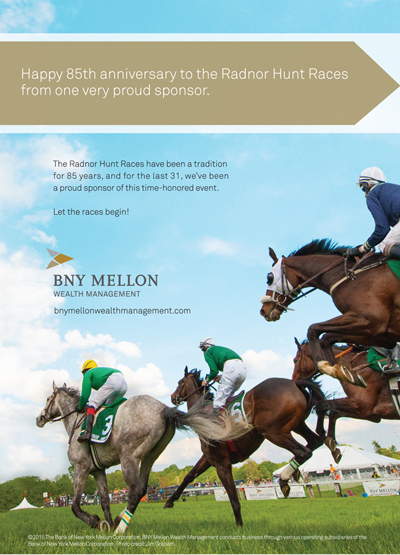 Happy 85th anniversary to the Radnor Hunt Races
from one very proud sponsor.
The Radnor Hunt Races have been a tradition
for 85 years, and for the last 31, we've been
a proud sponsor of this time-honored event.
Let the races begin!
BNY MELLON
WEALTH MANAGEMENT
bnymellonwealthmanagement.com
3
5
BNY MELLON
©2015 The Bank of New York Mellon Corporation. BNY Mellon Wealth Management conducts business through various operating subsidiaries of the
Bank of New York Mellon Corporation. Photo credit: Jim Graham.